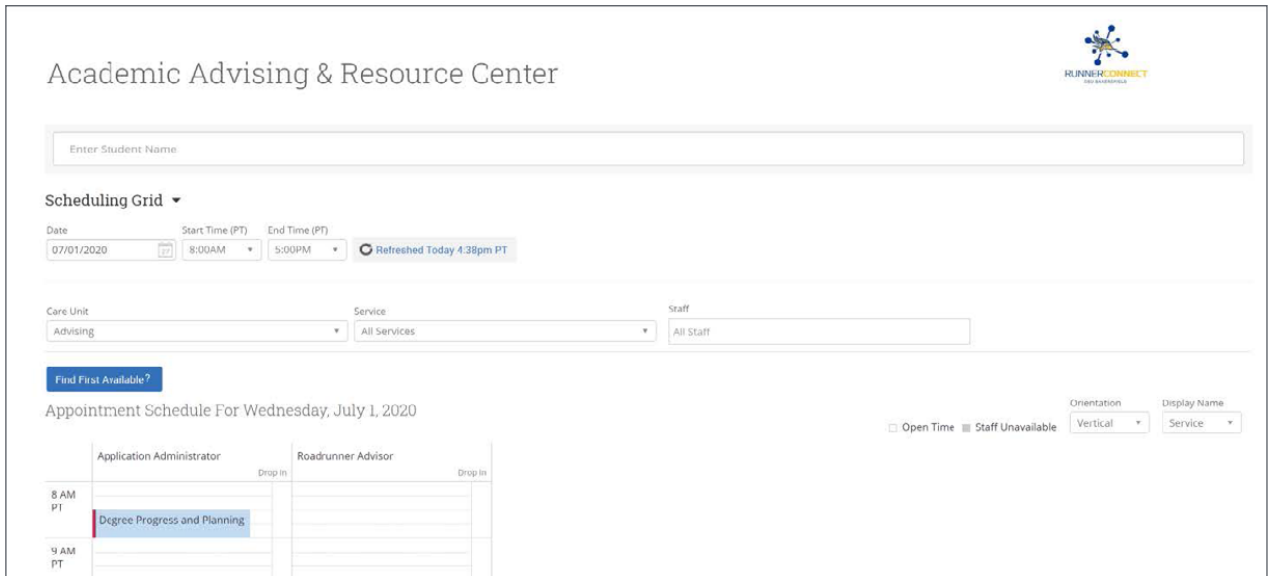 Academic Advising & Resource Center
RUNNERCONNECT
CSU BAKERSFIELD
Enter Student Name
Scheduling Grid
Date
Start Time (PT)
End Time (PT)
07/01/2020
8:00AM
5:00PM
Refreshed Today 4:38pm PT
Care Unit
Service
Staff
Advising
All Services
All Staff
Find First Available?
Appointment Schedule For Wednesday, July 1, 2020
Open Time
Staff Unavailable
Orientation
Vertical
Display Name
Service
Application Administrator
Drop In
Roadrunner Advisor
Drop In
8 AM
PT
Degree Progress and Planning
9 AM
PT